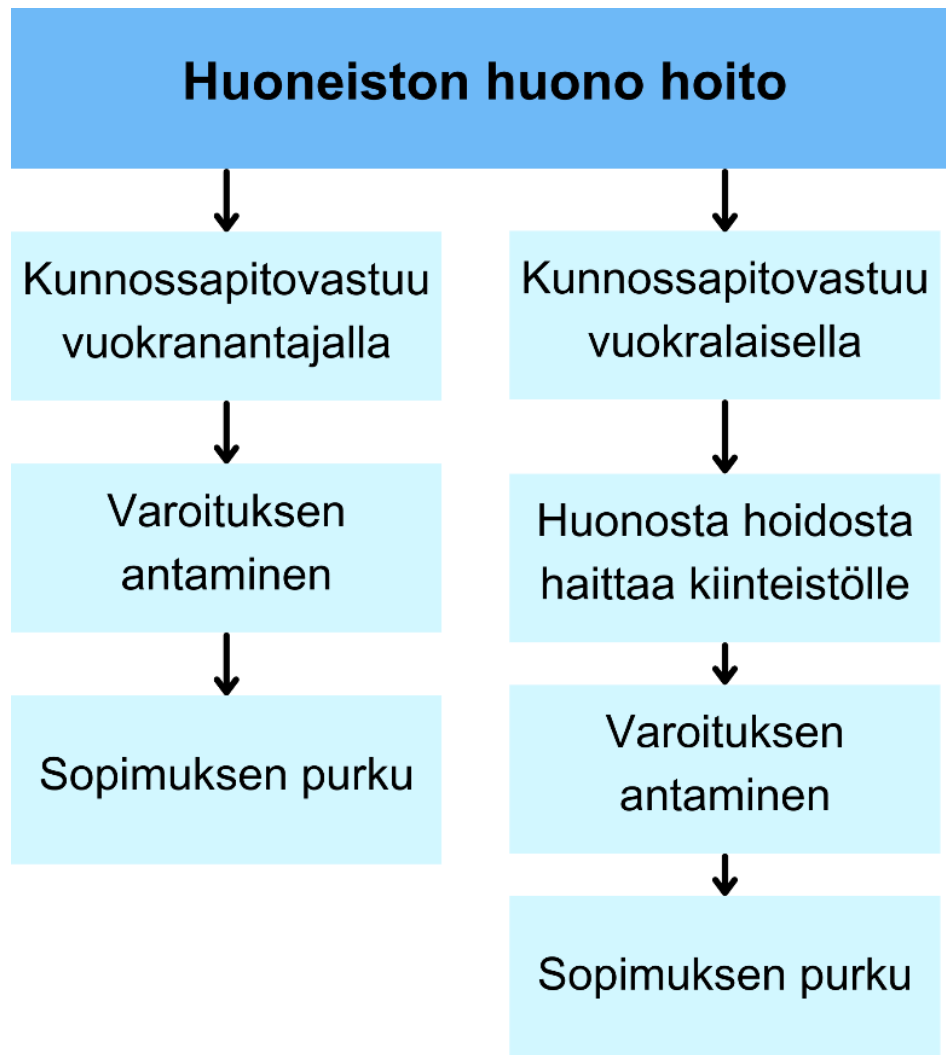 Huoneiston huono hoito
Kunnossapitovastuu
vuokranantajalla
Varoituksen
antaminen
Sopimuksen purku
Kunnossapitovastuu
vuokralaisella
Huonosta hoidosta
haittaa kiinteistölle
Varoituksen
antaminen
Sopimuksen purku